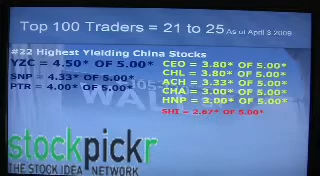 Top 100 Traders = 21 to 25 As of April 3 2009
#22 Highest Yielding China Stocks
YZC = 4.50* OF 5.00*
SNP = 4.33* OF 5.00*
PTR = 4.00* OF 5.00*
CEO = 3.80* OF 5.00*
CHL = 3.80* OF 5.00*
ACH = 3.33* OF 5.00*
CHA = 3.00* OF 5.00*
HNP = 3.00* OF 5.00*
SHI = 2.67* OF 5.00*
WAL
stockpickr
THE STOCK IDEA NETWORK